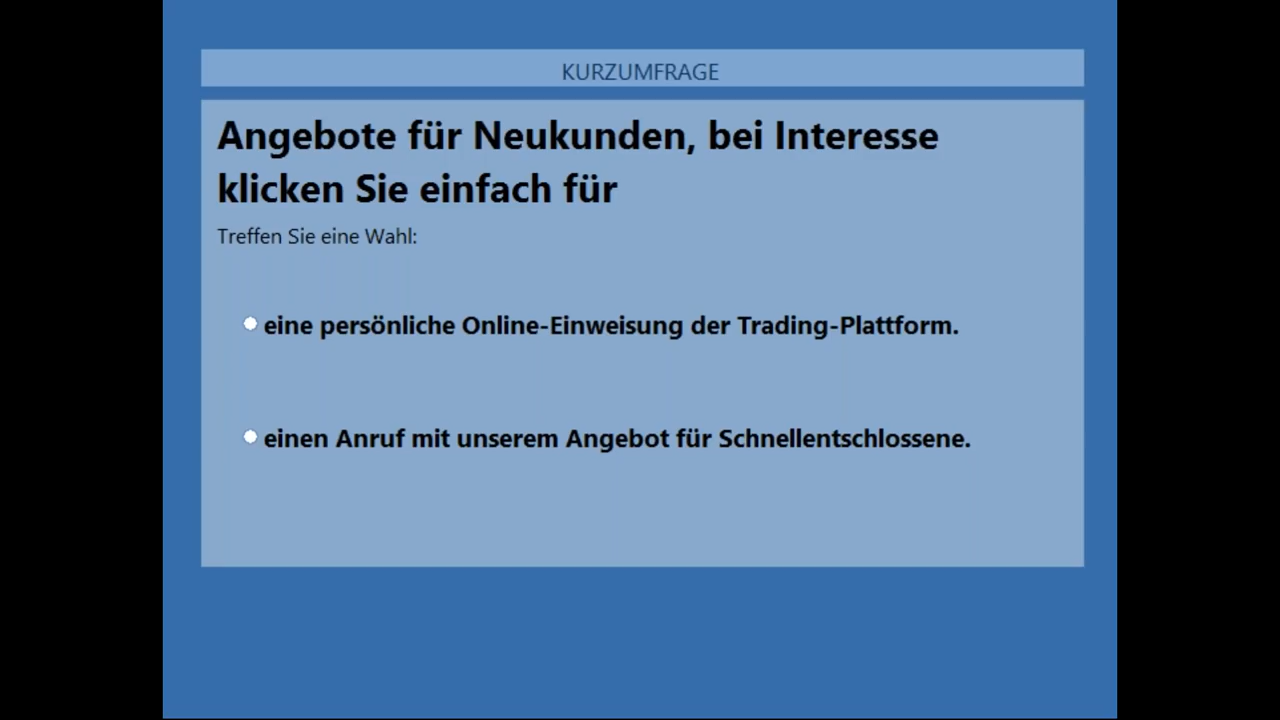 KURZUMFRAGE
Angebote für Neukunden, bei Interesse
klicken Sie einfach für
Treffen Sie eine Wahl:
eine persönliche Online-Einweisung der Trading-Plattform.
einen Anruf mit unserem Angebot für Schnellentschlossene.